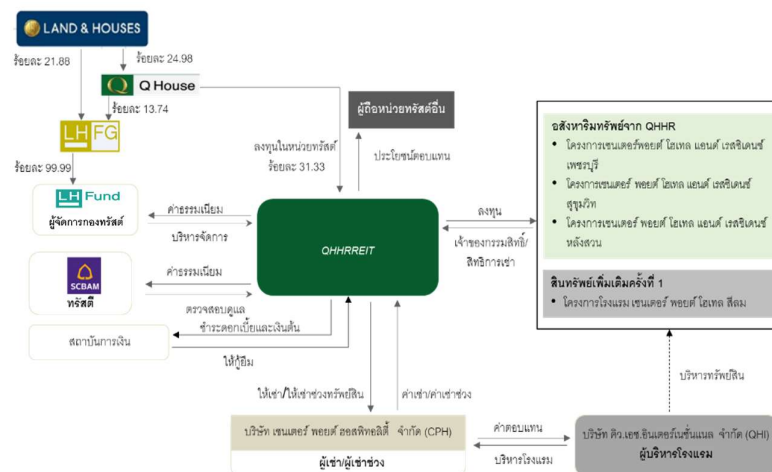 LAND & HOUSES
ร้อยละ 21.88
ร้อยละ 24.98
Q House
ร้อยละ 13.74
LH FG
ร้อยละ 99.99
LH Fund
ผู้จัดการกองทรัสต์
ค่าธรรมเนียม
บริหารจัดการ
ลงทุนในหน่วยทรัสต์
ร้อยละ 31.33
ผู้ถือหน่วยทรัสต์อื่น
ประโยชน์ตอบแทน
QHHRREIT
ลงทุน
เจ้าของกรรมสิทธิ์/
สิทธิการเช่า
อสังหาริมทรัพย์จาก QHHR
• โครงการเซนเตอร์พอยต์ โฮเทล แอนด์ เรสซิเดนซ์
เพชรบุรี
• โครงการเซนเตอร์ พอยต์ โฮเทล แอนด์ เรสซิเดนซ์
สุขุมวิท
• โครงการเซนเตอร์ พอยต์ โฮเทล แอนด์ เรสซิเดนซ์
หลังสวน
สินทรัพย์เพิ่มเติมครั้งที่ 1
• โครงการโรงแรม เซนเตอร์ พอยต์ โฮเทล สีลม
SCBAM
ทรัสตี
ค่าธรรมเนียม
ตรวจสอบดูแล
สถาบันการเงิน
ชำระดอกเบี้ยและเงินต้น
ให้กู้ยืม
ให้เช่า/ให้เช่าช่วงทรัพย์สิน
ค่าเช่า/ค่าเช่าช่วง
บริหารทรัพย์สิน
บริษัท เซนเตอร์ พอยต์ ฮอสพิทอลิตี้ จำกัด (CPH)
ผู้เช่า/ผู้เช่าช่วง
ค่าตอบแทน
บริหารโรงแรม
บริษัท คิว.เอช.อินเตอร์เนชั่นแนล จำกัด (QHI)
ผู้บริหารโรงแรม